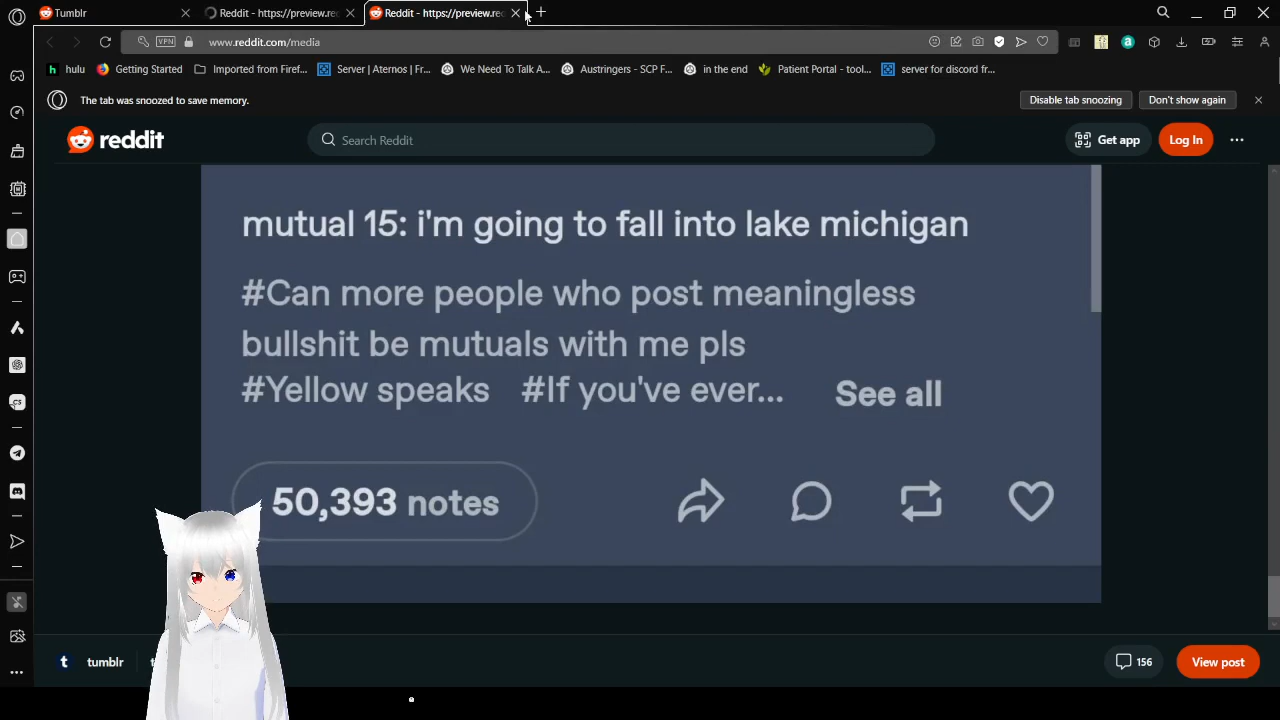 Tumblr
Reddit - https://preview.red
Reddit - https://preview.red
VPN
www.reddit.com/media
hulu
Getting Started
Imported from Firef...
Server | Aternos | Fr...
We Need To Talk A...
Austringers - SCP F...
in the end
Patient Portal - tool...
server for discord fr...
The tab was snoozed to save memory.
Disable tab snoozing
Don't show again
reddit
Search Reddit
Get app
Log In
mutual 15: i'm going to fall into lake michigan
#Can more people who post meaningless
bullshit be mutuals with me pls
#Yellow speaks #If you've ever... See all
50,393 notes
t tumblr
156
View post